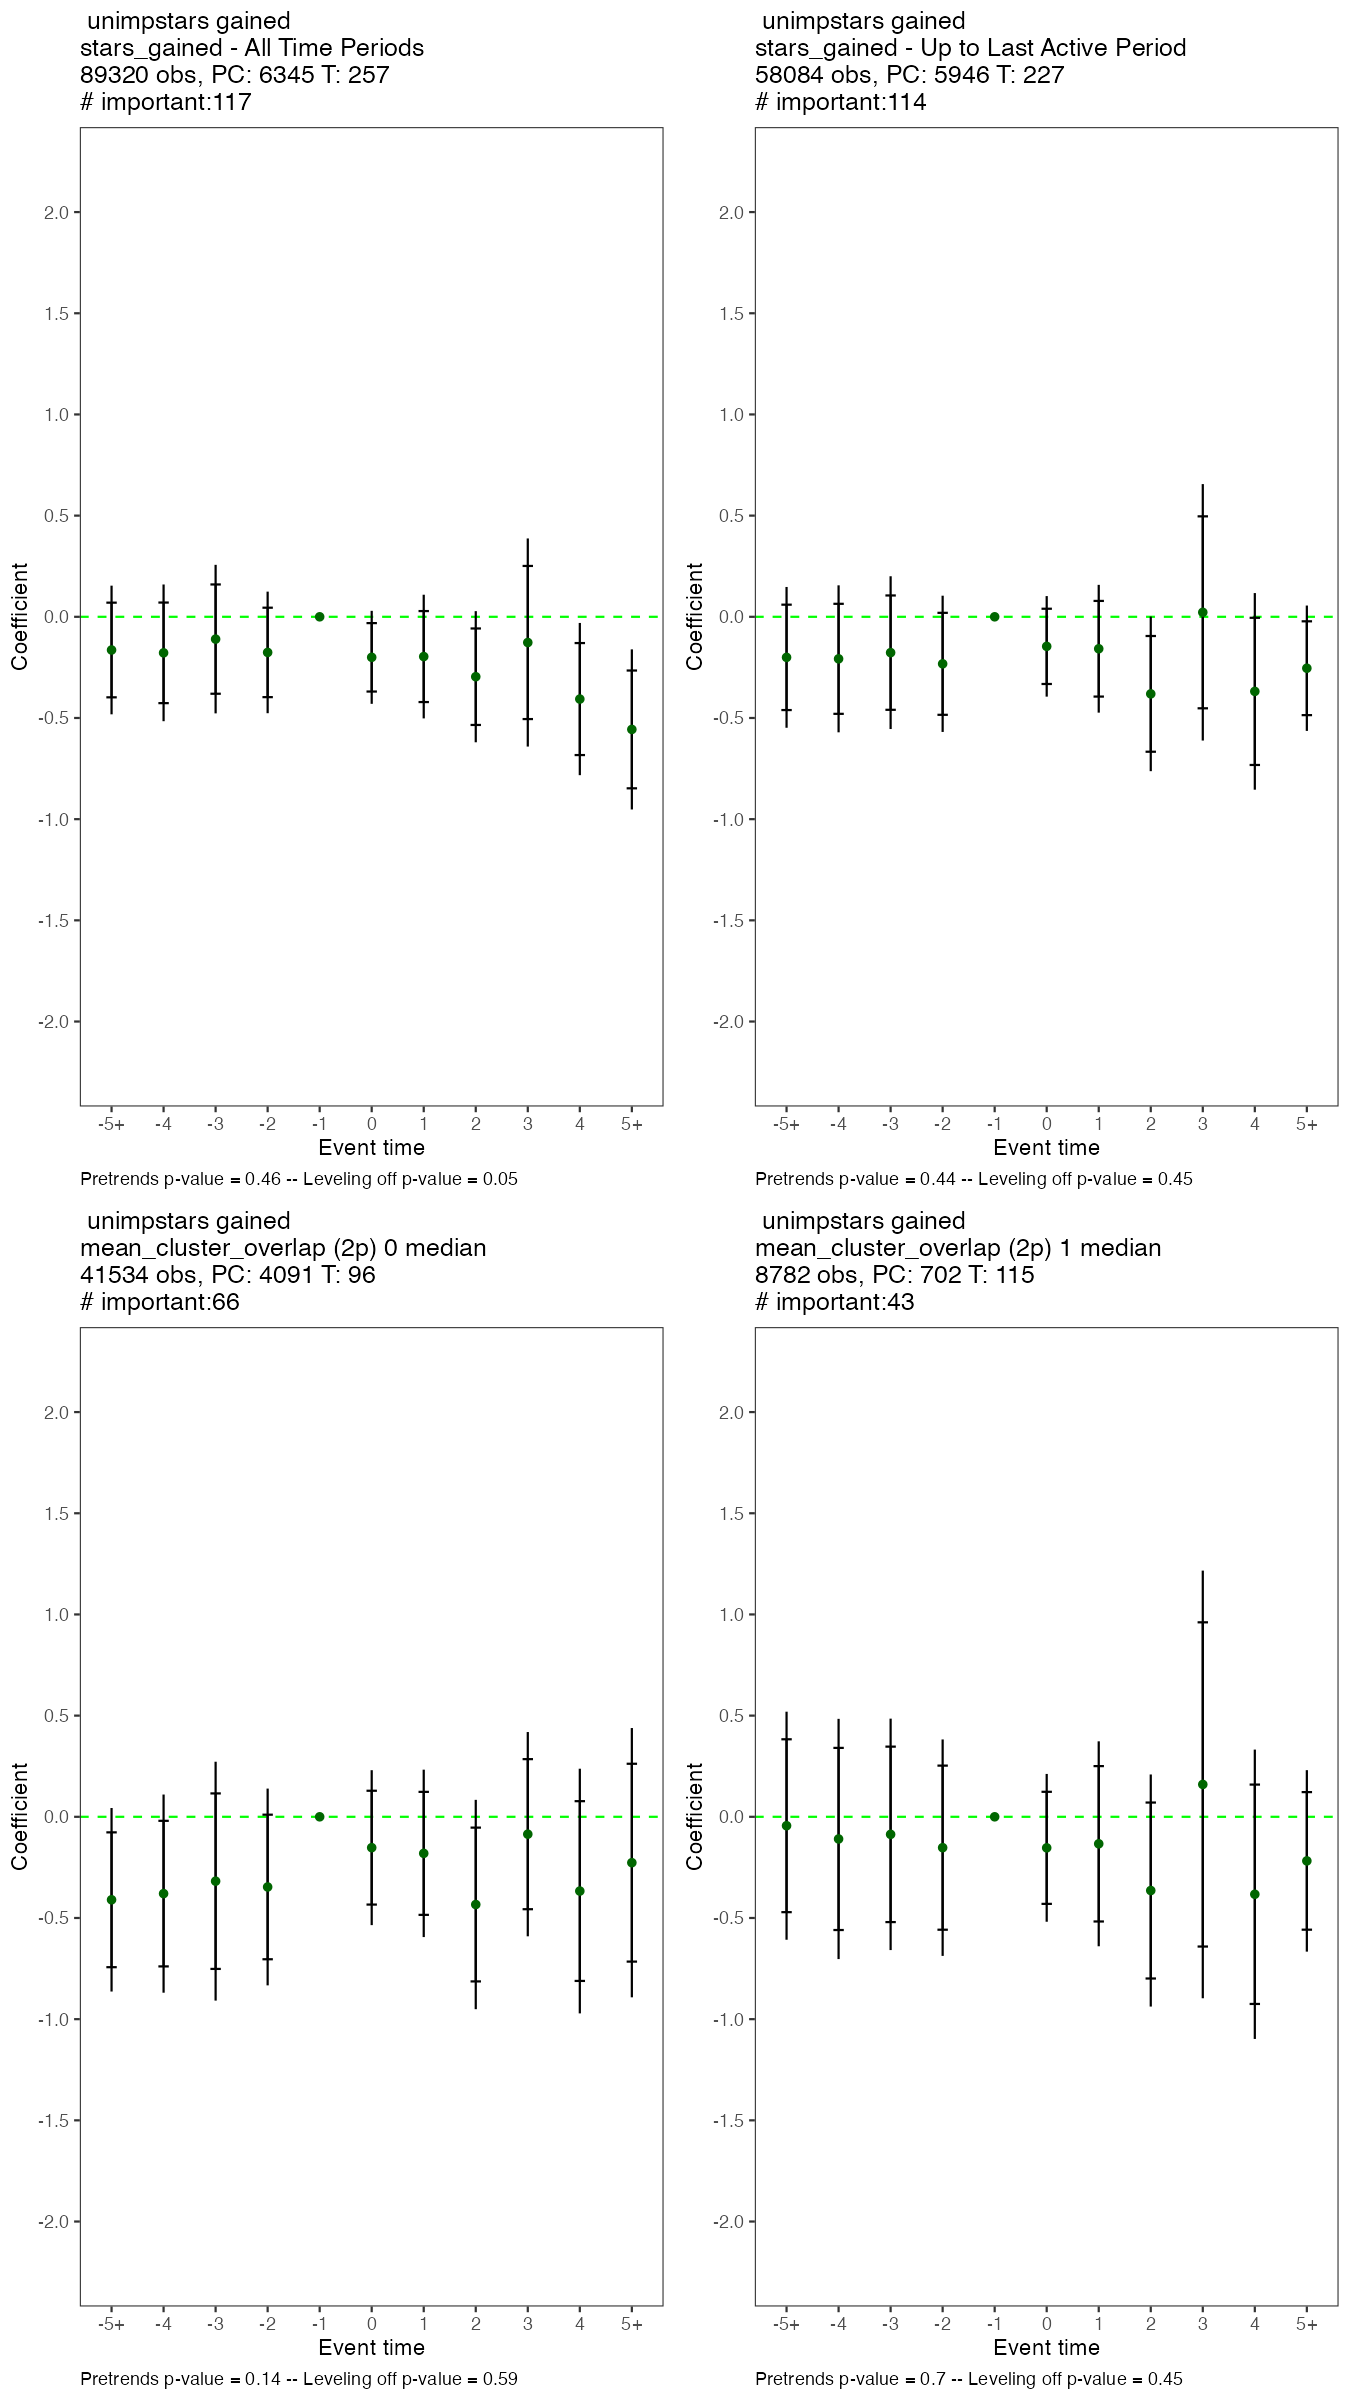 unimpstars gained
stars_gained - All Time Periods
89320 obs, PC: 6345 T: 257
# important:117
2.0
1.5
1.0
0.5
0.0
-0.5
-1.0
-1.5
-2.0
Coefficient
-5+ -4 -3 -2 -1 0 1 2 3 4 5+
Event time
Pretrends p-value = 0.46 -- Leveling off p-value = 0.05
unimpstars gained
stars_gained - Up to Last Active Period
58084 obs, PC: 5946 T: 227
# important:114
2.0
1.5
1.0
0.5
0.0
-0.5
-1.0
-1.5
-2.0
Coefficient
-5+ -4 -3 -2 -1 0 1 2 3 4 5+
Event time
Pretrends p-value = 0.44 -- Leveling off p-value = 0.45
unimpstars gained
mean_cluster_overlap (2p) 0 median
41534 obs, PC: 4091 T: 96
# important:66
2.0
1.5
1.0
0.5
0.0
-0.5
-1.0
-1.5
-2.0
Coefficient
-5+ -4 -3 -2 -1 0 1 2 3 4 5+
Event time
Pretrends p-value = 0.14 -- Leveling off p-value = 0.59
unimpstars gained
mean_cluster_overlap (2p) 1 median
8782 obs, PC: 702 T: 115
# important:43
2.0
1.5
1.0
0.5
0.0
-0.5
-1.0
-1.5
-2.0
Coefficient
-5+ -4 -3 -2 -1 0 1 2 3 4 5+
Event time
Pretrends p-value = 0.7 -- Leveling off p-value = 0.45